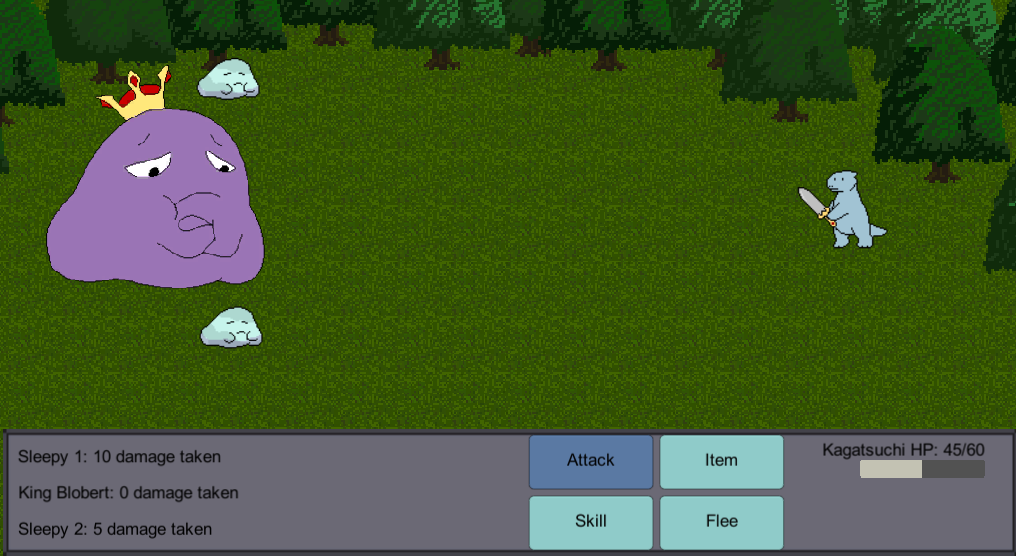 Sleepy 1: 10 damage taken
King Blobert: 0 damage taken
Sleepy 2: 5 damage taken
Attack
Item
Skill
Flee
Kagatsuchi HP: 45/60